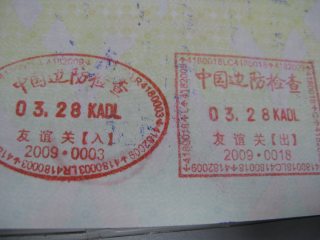 中国边防检查
03.28 KADL
友谊关【入】
2009·0003
中国边防检查
03.28 KADL
友谊关【出】
2009·0018